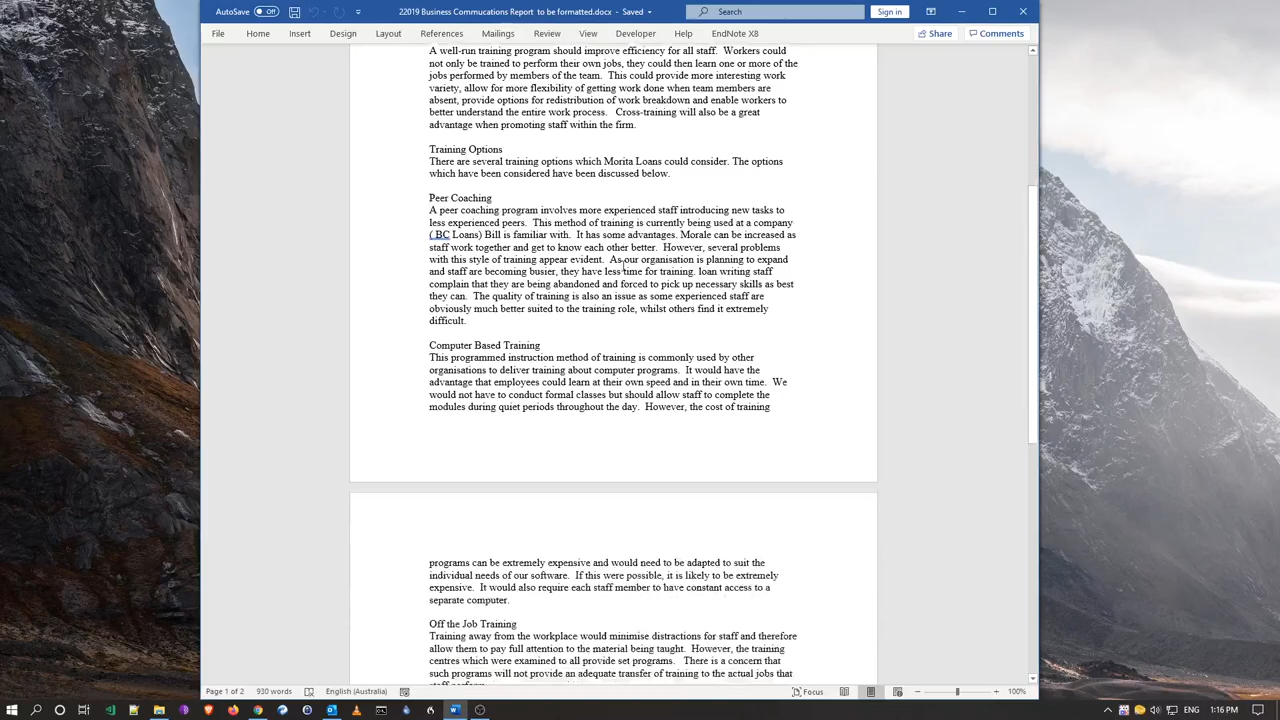 AutoSave Off 22019 Business Commucations Report to be formatted.docx - Saved Search Sign in
File Home Insert Design Layout References Mailings Review View Developer Help EndNote X8 Share Comments
A well-run training program should improve efficiency for all staff. Workers could
not only be trained to perform their own jobs, they could then learn one or more of the
jobs performed by members of the team. This could provide more interesting work
variety, allow for more flexibility of getting work done when team members are
absent, provide options for redistribution of work breakdown and enable workers to
better understand the entire work process. Cross-training will also be a great
advantage when promoting staff within the firm.
Training Options
There are several training options which Morita Loans could consider. The options
which have been considered have been discussed below.
Peer Coaching
A peer coaching program involves more experienced staff introducing new tasks to
less experienced peers. This method of training is currently being used at a company
( BC Loans) Bill is familiar with. It has some advantages. Morale can be increased as
staff work together and get to know each other better. However, several problems
with this style of training appear evident. As our organisation is planning to expand
and staff are becoming busier, they have less time for training. loan writing staff
complain that they are being abandoned and forced to pick up necessary skills as best
they can. The quality of training is also an issue as some experienced staff are
obviously much better suited to the training role, whilst others find it extremely
difficult.
Computer Based Training
This programmed instruction method of training is commonly used by other
organisations to deliver training about computer programs. It would have the
advantage that employees could learn at their own speed and in their own time. We
would not have to conduct formal classes but should allow staff to complete the
modules during quiet periods throughout the day. However, the cost of training
programs can be extremely expensive and would need to be adapted to suit the
individual needs of our software. If this were possible, it is likely to be extremely
expensive. It would also require each staff member to have constant access to a
separate computer.
Off the Job Training
Training away from the workplace would minimise distractions for staff and therefore
allow them to pay full attention to the material being taught. However, the training
centres which were examined to all provide set programs. There is a concern that
such programs will not provide an adequate transfer of training to the actual jobs that
staff perform.
Page 1 of 2 930 words English (Australia) Focus 100%
1:16 PM